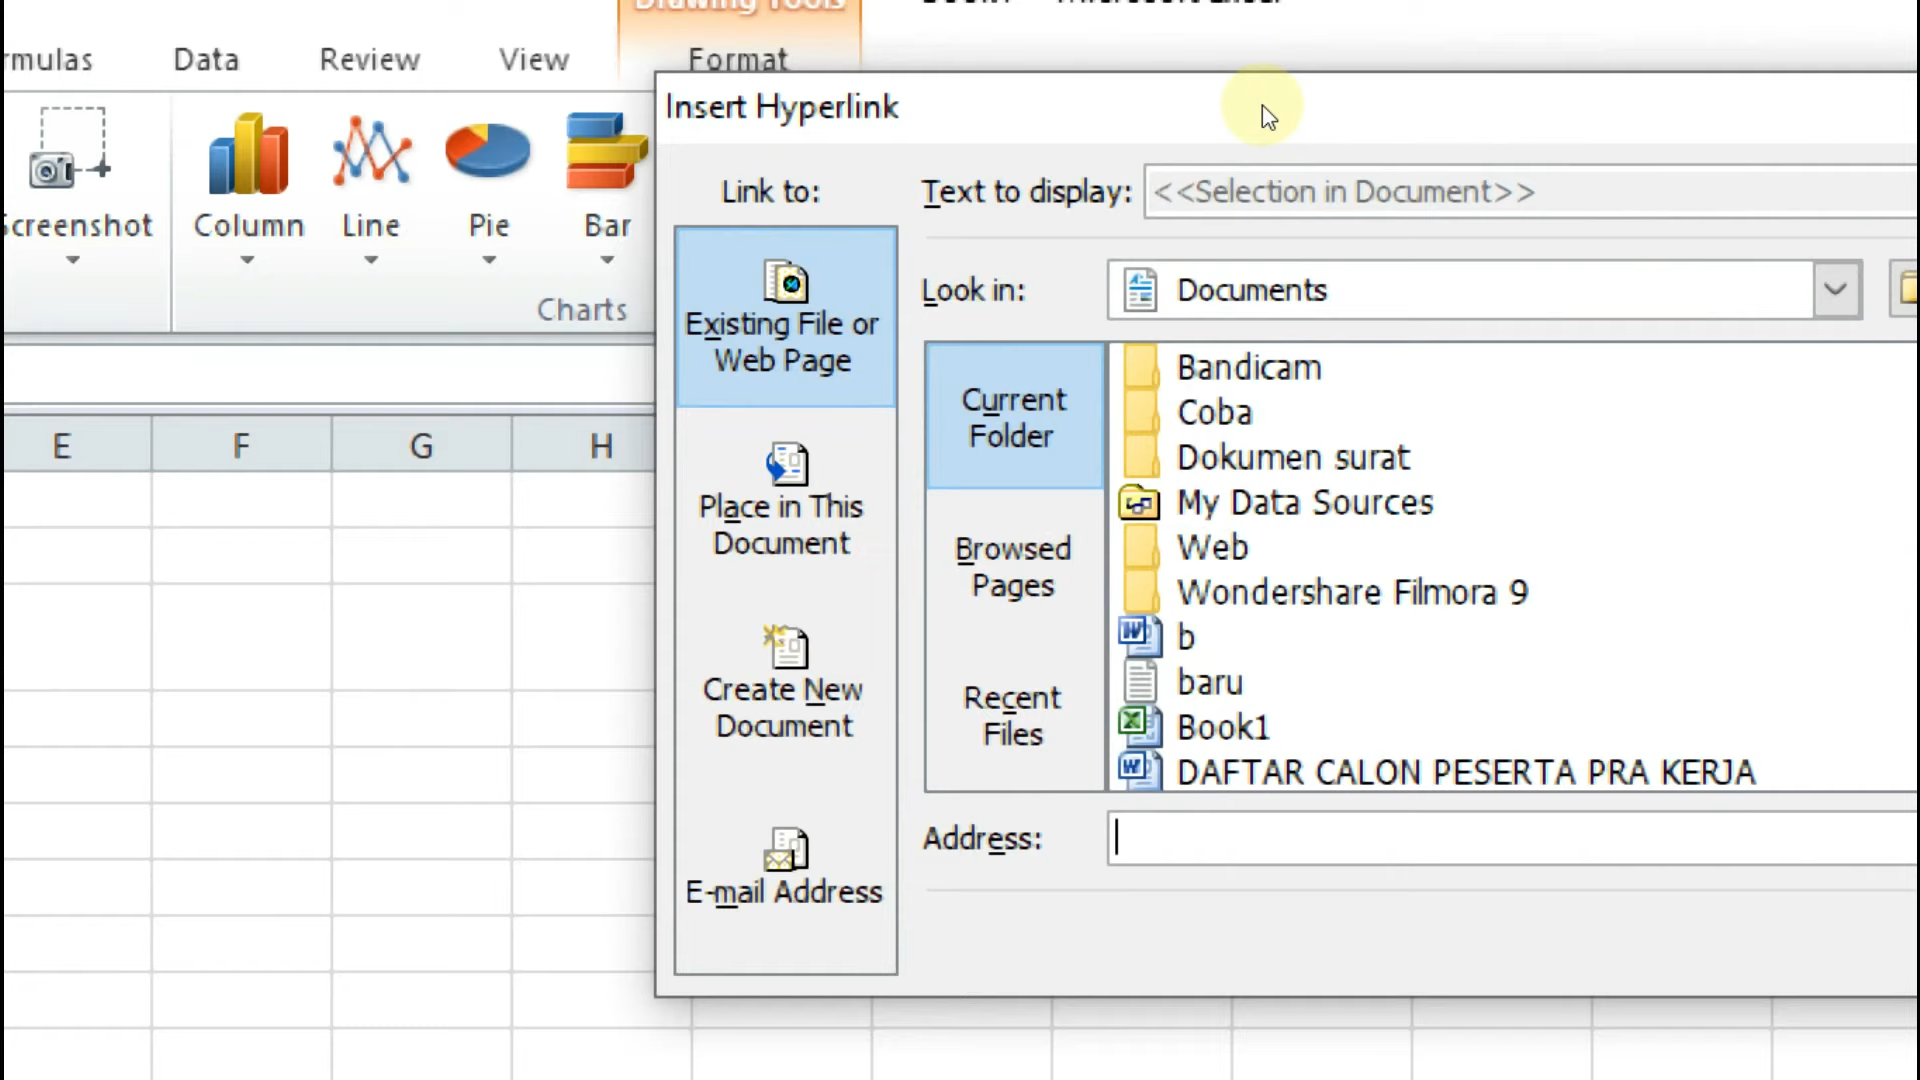 Drawing Tools
Data
Review
View
Format
Insert Hyperlink
Column
Line
Pie
Bar
Charts
Link to:
Text to display:
<<Selection in Document>>
Look in:
Documents
Existing File or
Web Page
Place in This
Document
Create New
Document
E-mail Address
Current
Folder
Browsed
Pages
Recent
Files
Bandicam
Coba
Dokumen surat
My Data Sources
Web
Wondershare Filmora 9
b
baru
Book1
DAFTAR CALON PESERTA PRA KERJA
Address:
E
F
G
H